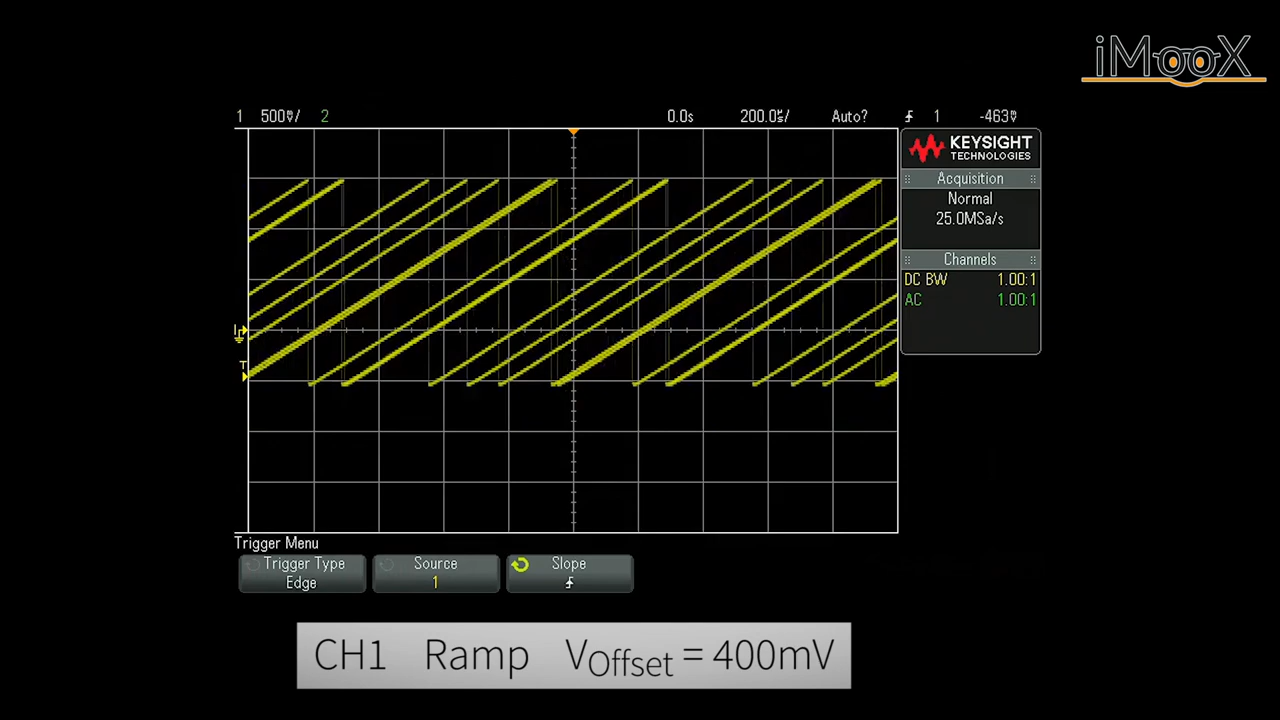 iMooX
1 500mV/ 2 0.0s 200.0µs/ Auto? 1 -463mV
KEYSIGHT
TECHNOLOGIES
Acquisition
Normal
25.0MSa/s
Channels
DC BW 1.00:1
AC 1.00:1
T
Trigger Menu
Trigger Type
Edge
Source
1
Slope
CH1 Ramp VOffset = 400mV